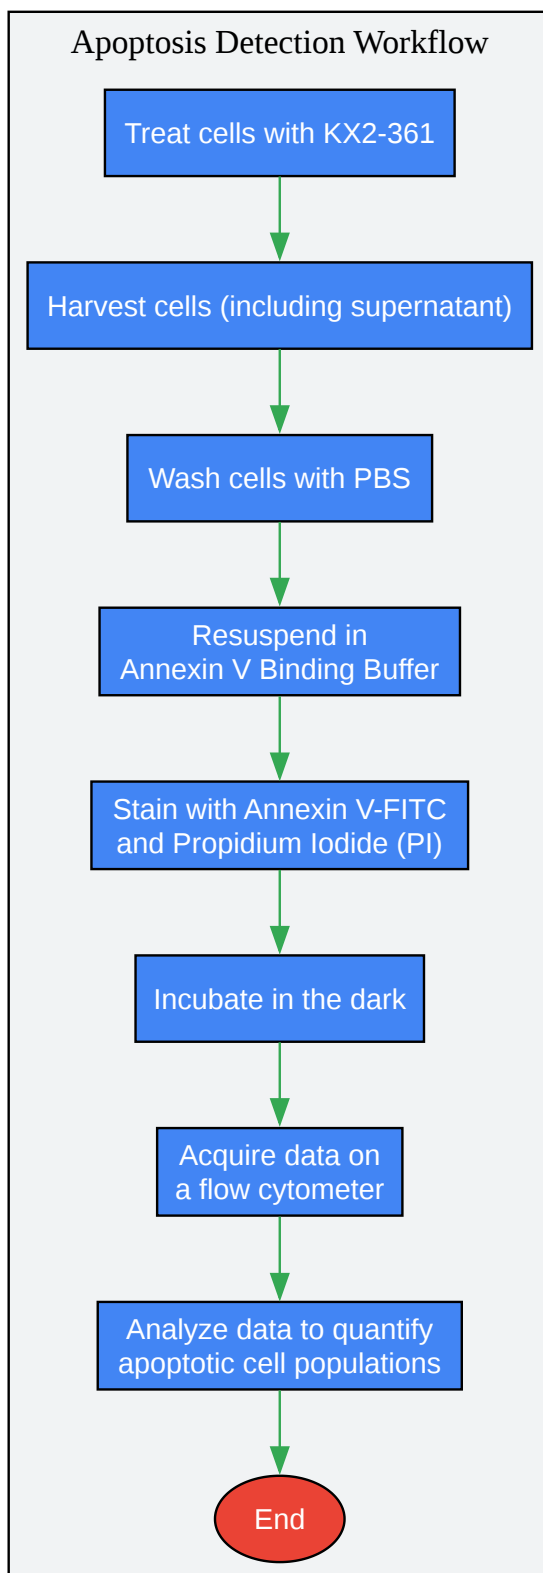 Apoptosis Detection Workflow
Treat cells with KX2-361
Harvest cells (including supernatant)
Wash cells with PBS
Resuspend in
Annexin V Binding Buffer
Stain with Annexin V-FITC
and Propidium Iodide (PI)
Incubate in the dark
Acquire data on
a flow cytometer
Analyze data to quantify
apoptotic cell populations
End